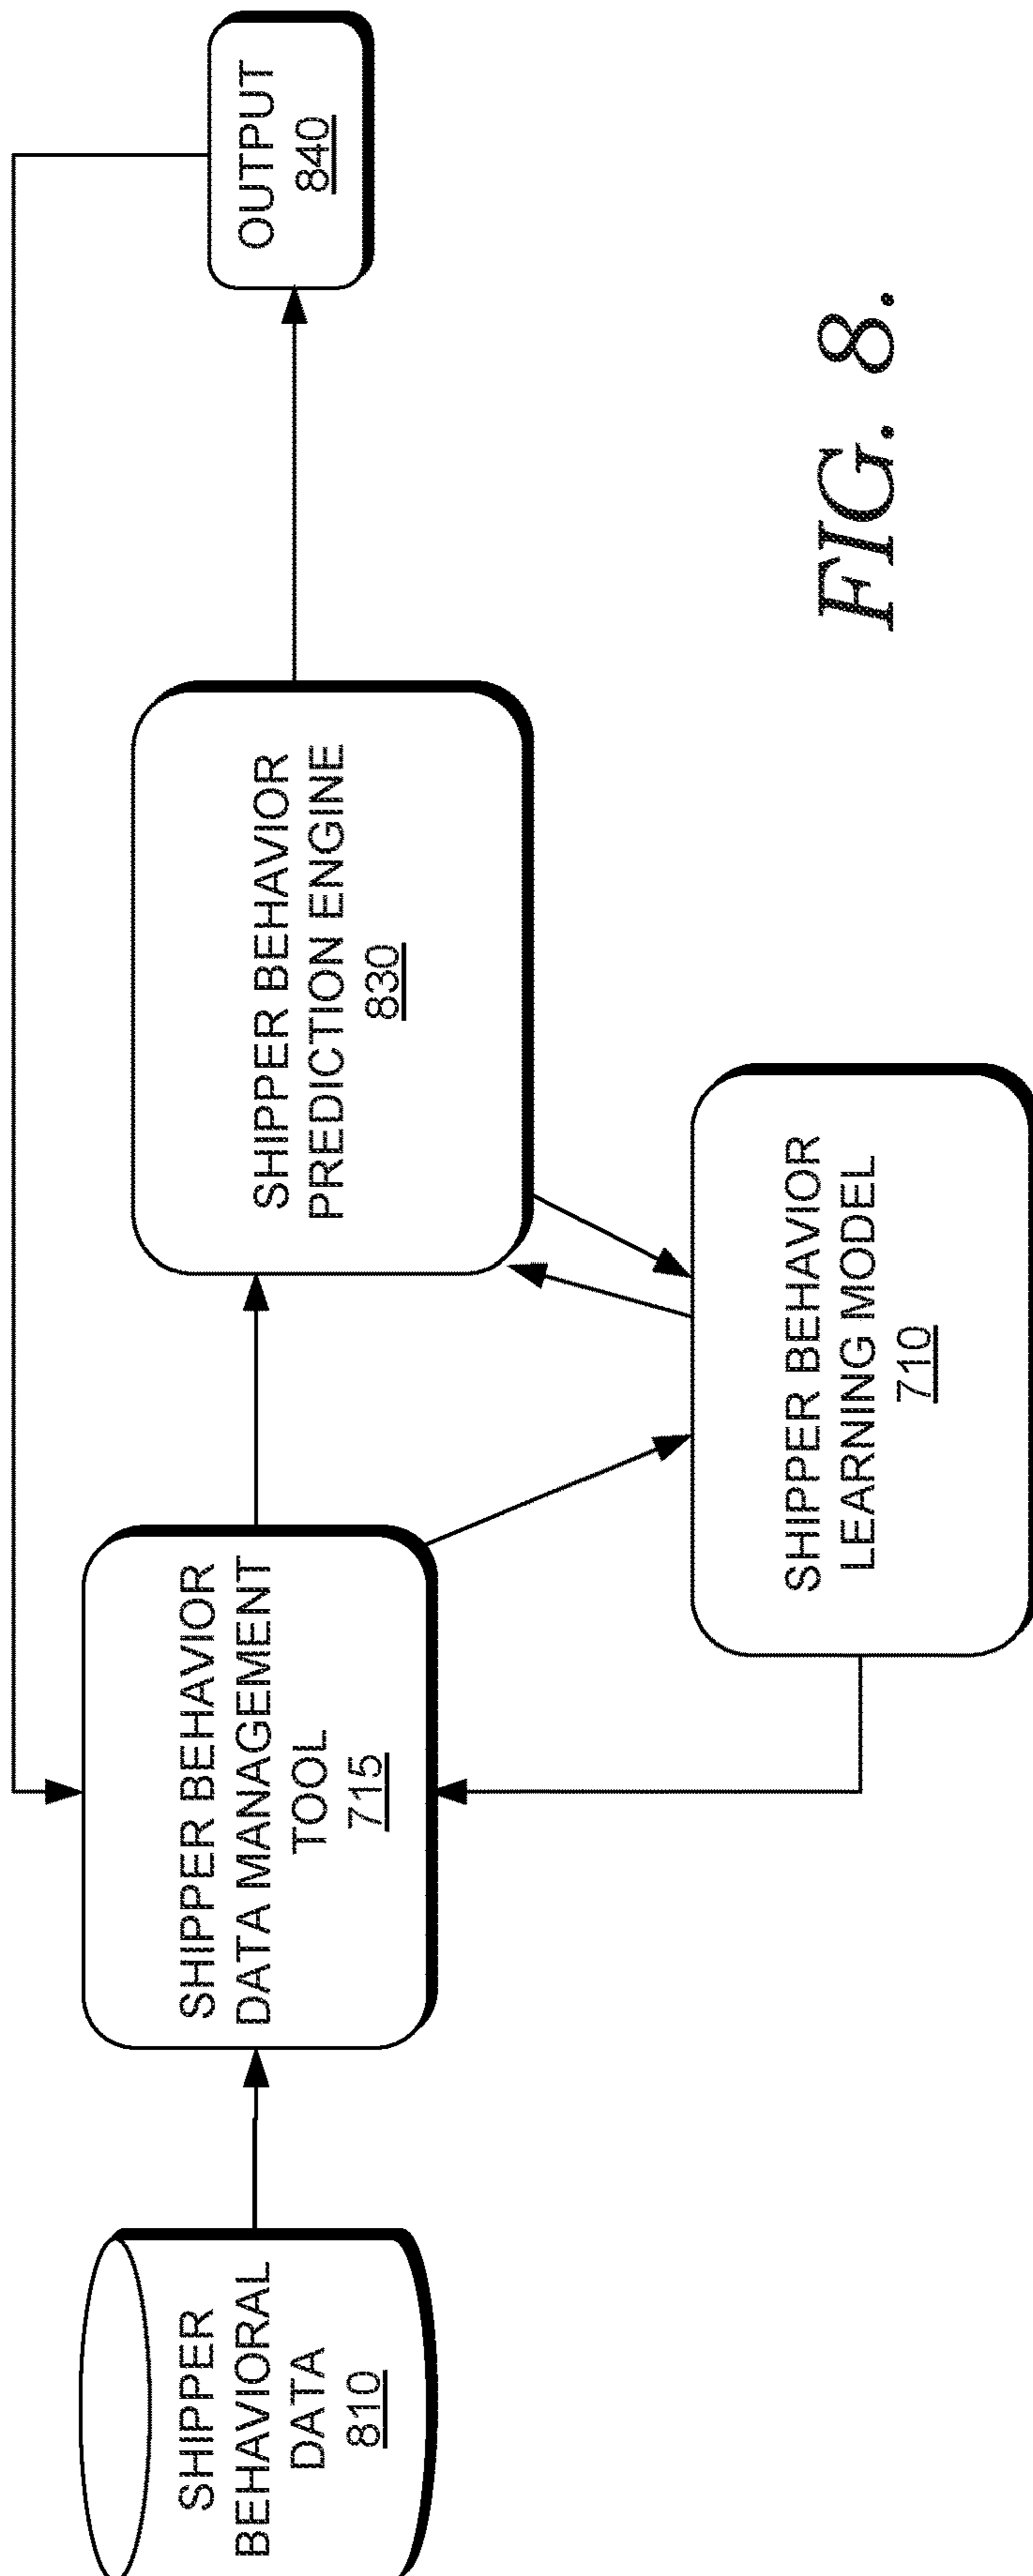 SHIPPER
BEHAVIORAL
DATA
810
SHIPPER BEHAVIOR
DATA MANAGEMENT
TOOL
715
SHIPPER BEHAVIOR
PREDICTION ENGINE
830
OUTPUT
840
SHIPPER BEHAVIOR
LEARNING MODEL
710
FIG. 8.